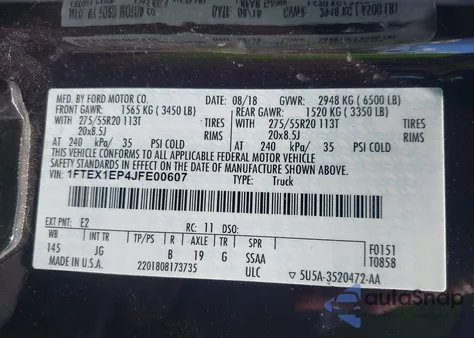 MFD. BY FORD MOTOR CO. DATE: 08/18 GVWR: 2948 KG (6500 LB)
FRONT GAWR: 1565 KG (3450 LB) REAR GAWR: 1520 KG (3350 LB)
WITH 275/55R20 113T TIRES WITH 275/55R20 113T TIRES
20x8.5J RIMS 20x8.5J RIMS
AT 240 kPa/ 35 PSI COLD AT 240 kPa/ 35 PSI COLD
THIS VEHICLE CONFORMS TO ALL APPLICABLE FEDERAL MOTOR VEHICLE
SAFETY STANDARDS IN EFFECT ON THE DATE OF MANUFACTURE SHOWN ABOVE.
VIN: 1FTEX1EP4JFE00607 TYPE: Truck
EXT PNT: E2 RC: 11 DSO:
WB INT TR TP/PS R AXLE TR SPR F0151
145 JG B 19 G SSAA T0858
MADE IN U.S.A. 2201808173735 ULC ▽ 5U5A-3520472-AA
autoSnap